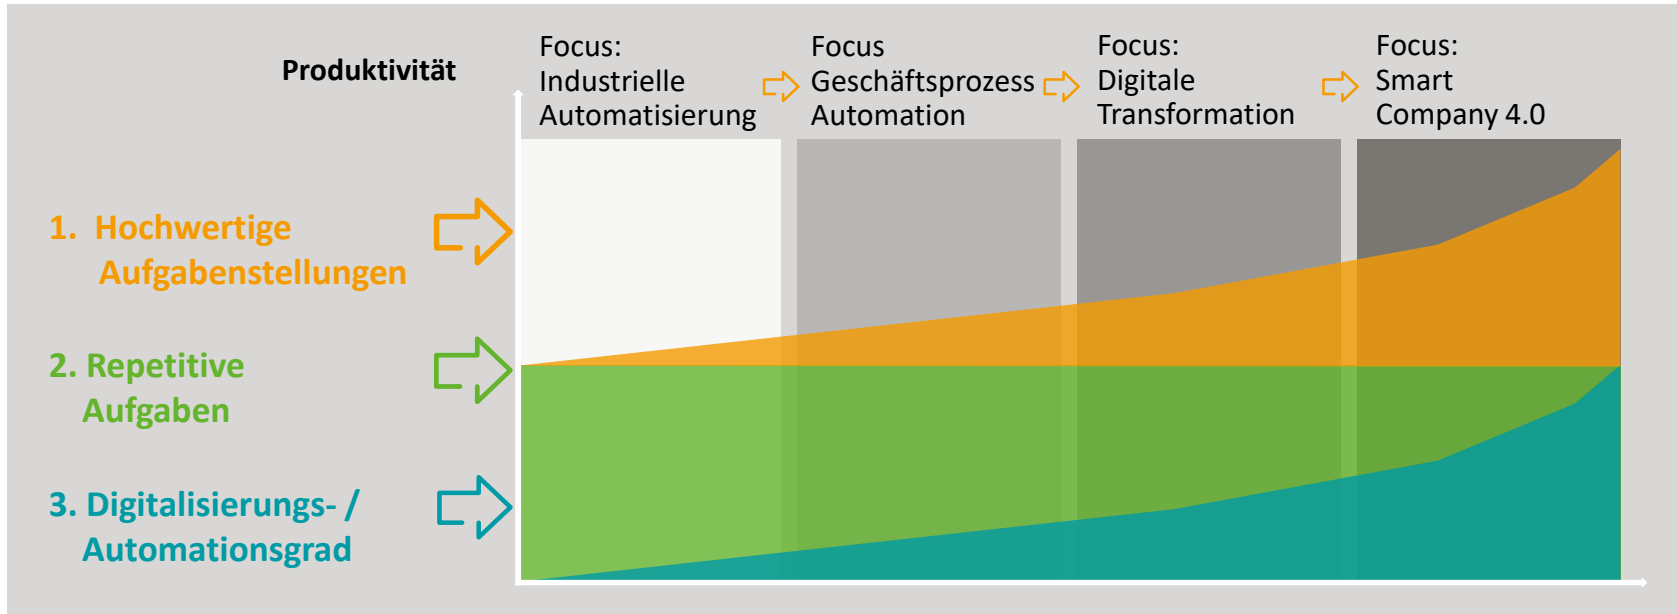 Produktivität
Focus:
Industrielle
Automatisierung
Focus
Geschäftsprozess
Automation
Focus:
Digitale
Transformation
Focus:
Smart
Company 4.0
1. Hochwertige
Aufgabenstellungen
2. Repetitive
Aufgaben
3. Digitalisierungs- /
Automationsgrad